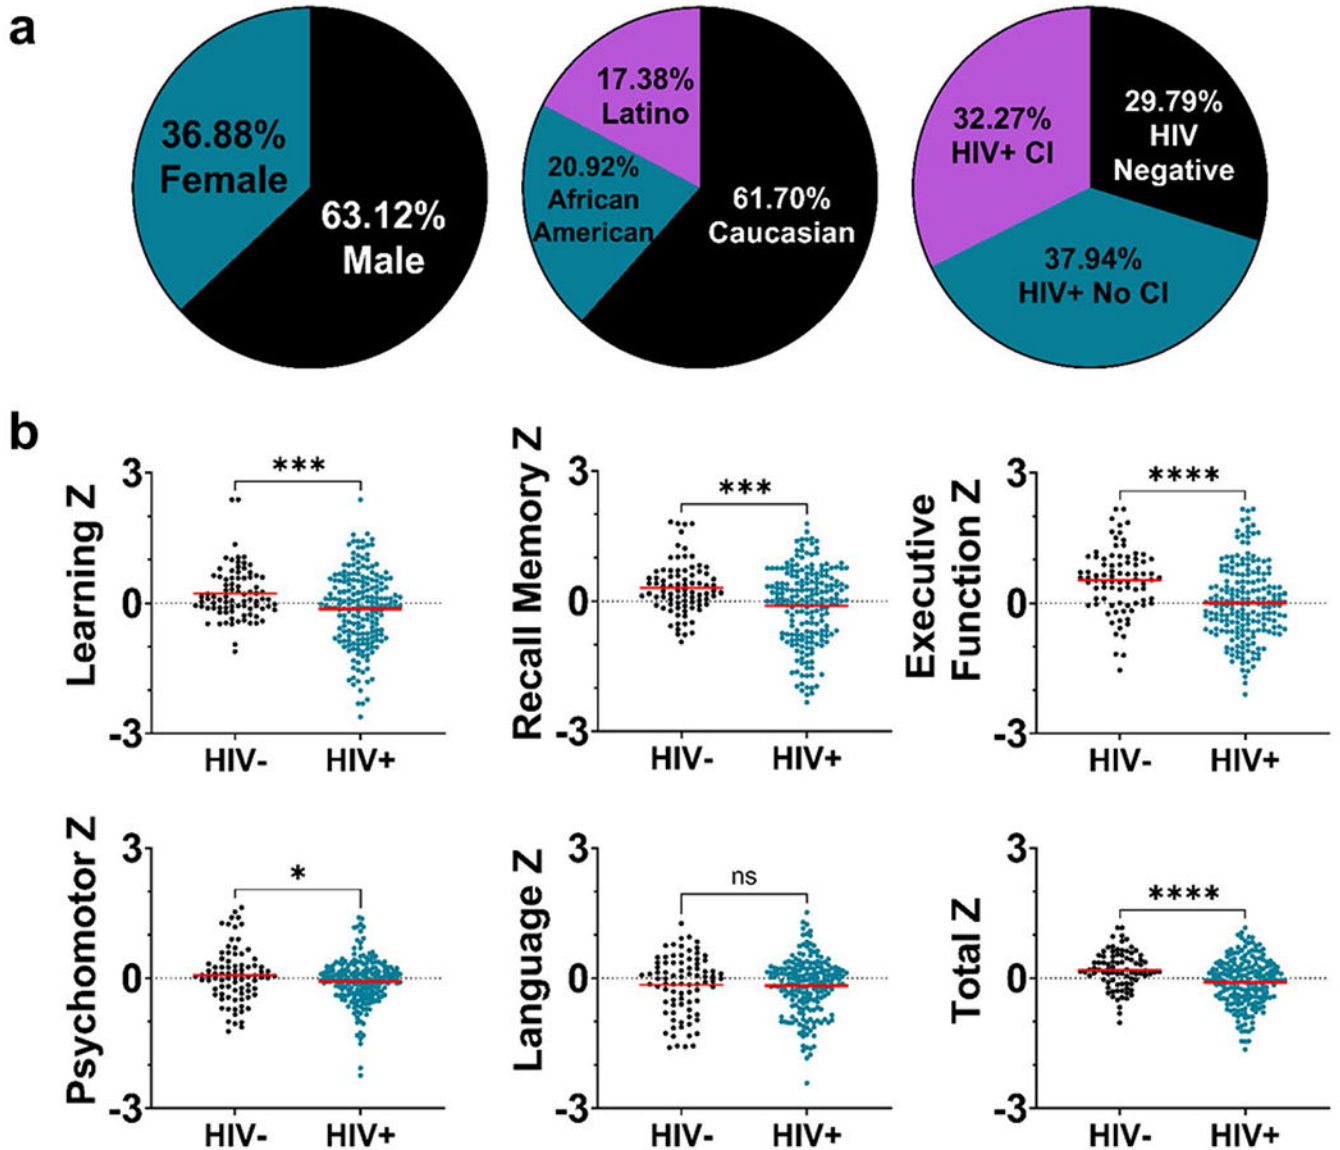 a
36.88%
Female
63.12%
Male
17.38%
Latino
20.92%
African
American
61.70%
Caucasian
32.27%
HIV+ CI
29.79%
HIV
Negative
37.94%
HIV+ No CI
b
Learning Z
3
0
-3
***
HIV- HIV+
Recall Memory Z
3
0
-3
***
HIV- HIV+
Executive
Function Z
3
0
-3
****
HIV- HIV+
Psychomotor Z
3
0
-3
*
HIV- HIV+
Language Z
3
0
-3
ns
HIV- HIV+
Total Z
3
0
-3
****
HIV- HIV+